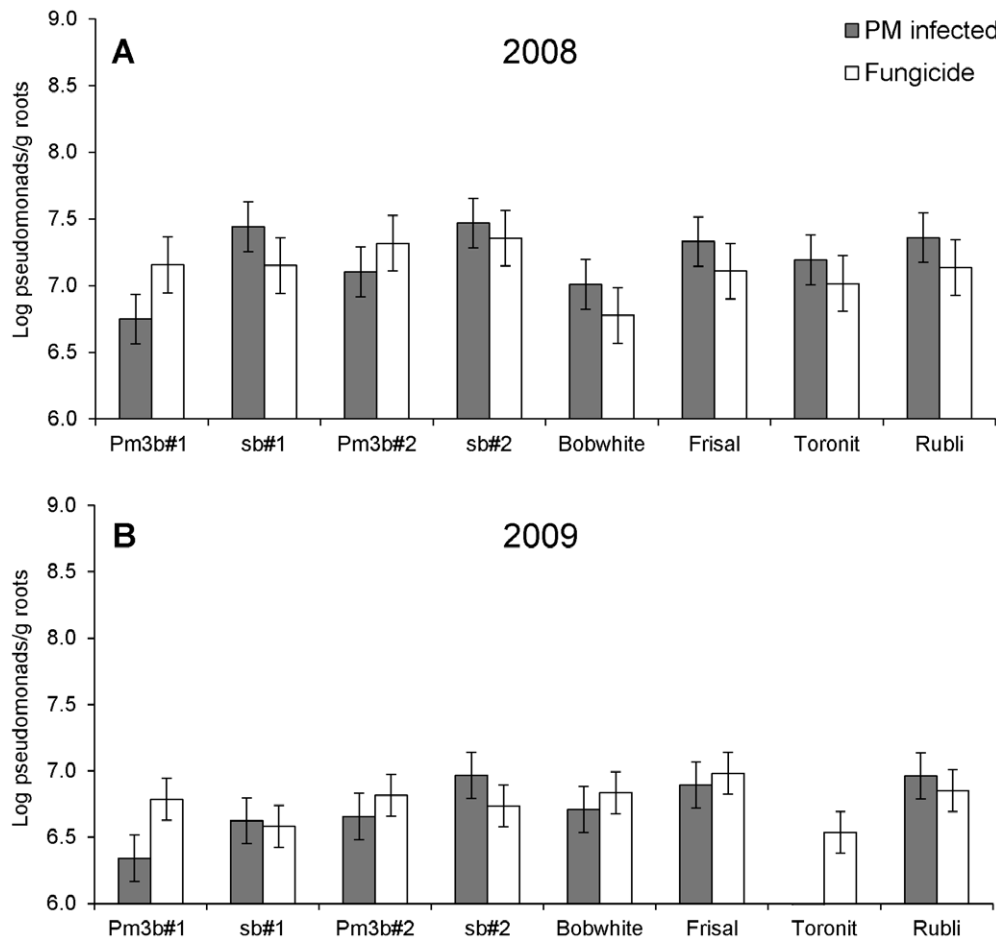 A
2008
PM infected
Fungicide
Log pseudomonads/g roots
9.0
8.5
8.0
7.5
7.0
6.5
6.0
Pm3b#1 sb#1 Pm3b#2 sb#2 Bobwhite Frisal Toronit Rubli
B
2009
Log pseudomonads/g roots
9.0
8.5
8.0
7.5
7.0
6.5
6.0
Pm3b#1 sb#1 Pm3b#2 sb#2 Bobwhite Frisal Toronit Rubli